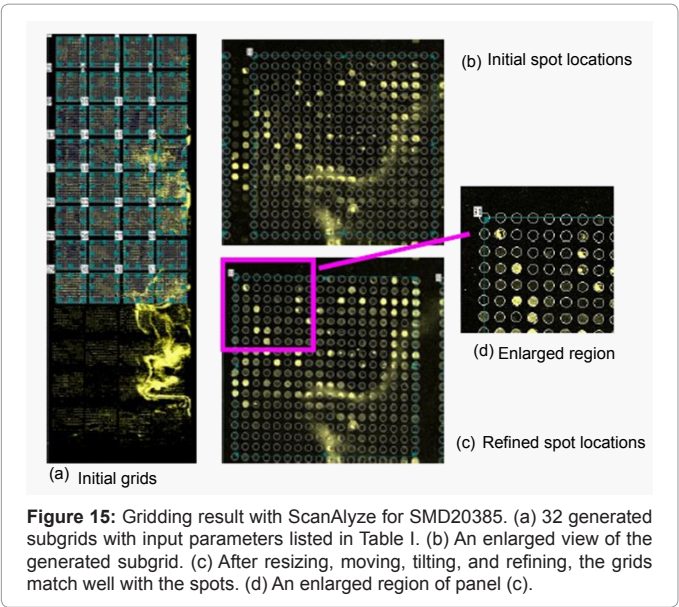 (b) Initial spot locations
(d) Enlarged region
(c) Refined spot locations
(a) Initial grids
Figure 15: Gridding result with ScanAlyze for SMD20385. (a) 32 generated
subgrids with input parameters listed in Table I. (b) An enlarged view of the
generated subgrid. (c) After resizing, moving, tilting, and refining, the grids
match well with the spots. (d) An enlarged region of panel (c).